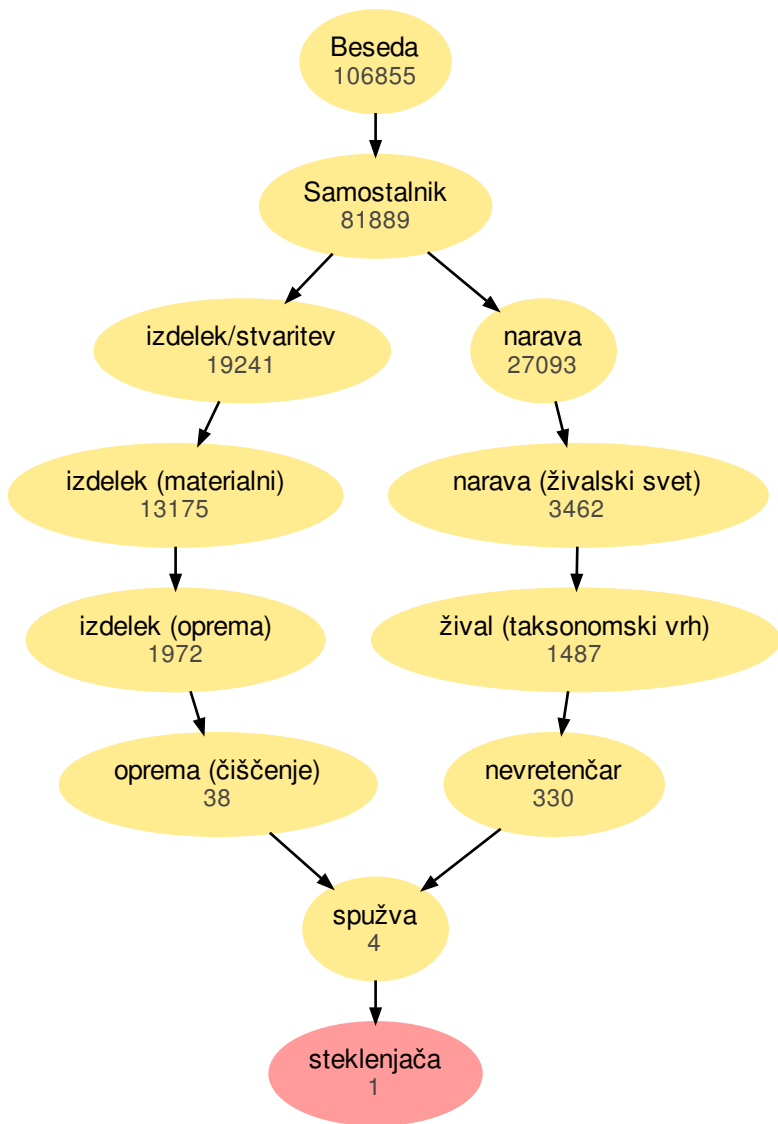 Beseda
106855
Samostalnik
81889
izdelek/stvaritev
19241
narava
27093
izdelek (materialni)
13175
narava (živalski svet)
3462
izdelek (oprema)
1972
žival (taksonomski vrh)
1487
oprema (čiščenje)
38
nevretenčar
330
spužva
4
steklenjača
1